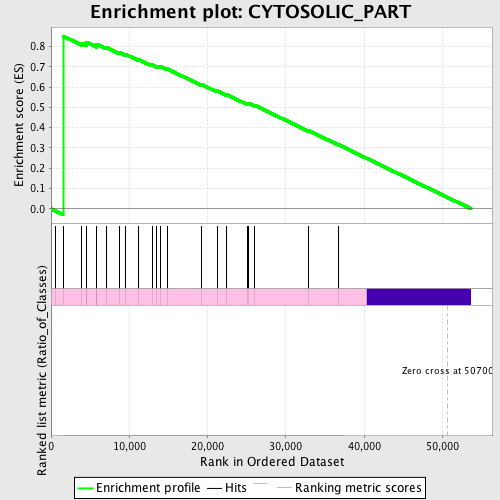 Enrichment plot: CYTOSOLIC_PART
Enrichment score (ES)
0.8
0.7
0.6
0.5
0.4
0.3
0.2
0.1
0.0
Ranked list metric (Ratio_of_Classes)
Zero cross at 50700
0 10,000 20,000 30,000 40,000 50,000
Rank in Ordered Dataset
Enrichment profile Hits Ranking metric scores